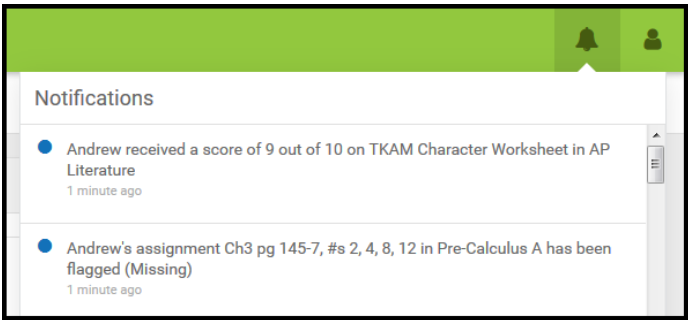 Notifications
Andrew received a score of 9 out of 10 on TKAM Character Worksheet in AP
Literature
1 minute ago
Andrew's assignment Ch3 pg 145-7, #s 2, 4, 8, 12 in Pre-Calculus A has been
flagged (Missing)
1 minute ago